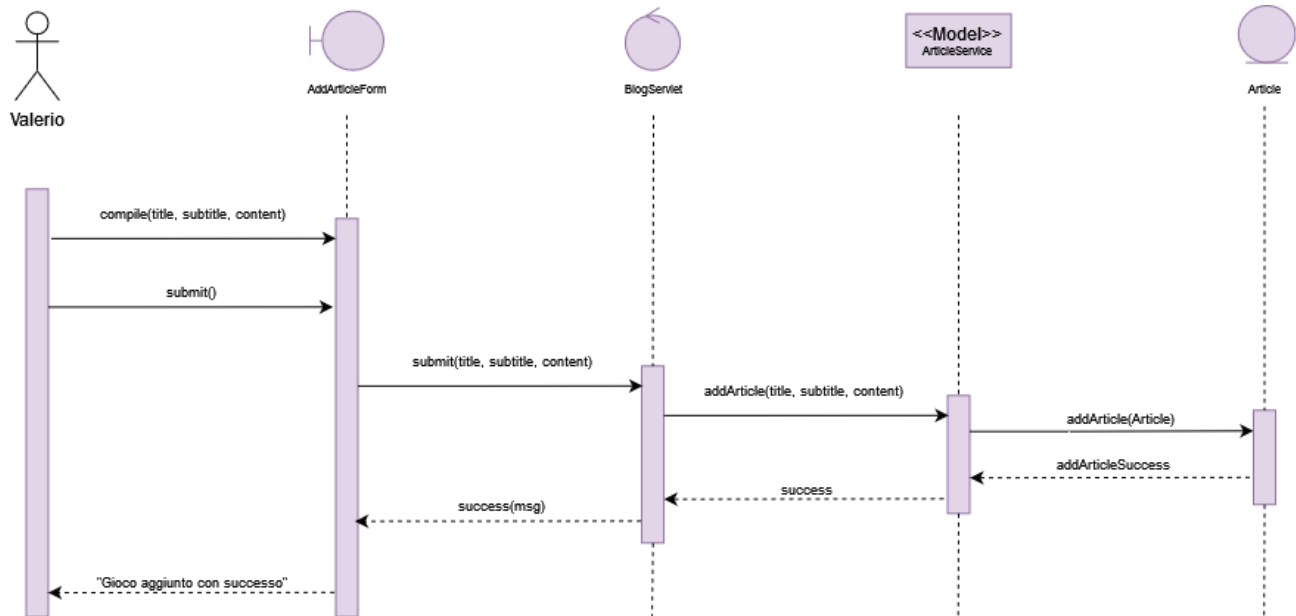 <<Model>>
ArticleService
AddArticleForm
BlogServlet
Article
Valerio
compile(title, subtitle, content)
submit()
submit(title, subtitle, content)
addArticle(title, subtitle, content)
addArticle(Article)
addArticleSuccess
success
success(msg)
"Gioco aggiunto con successo"